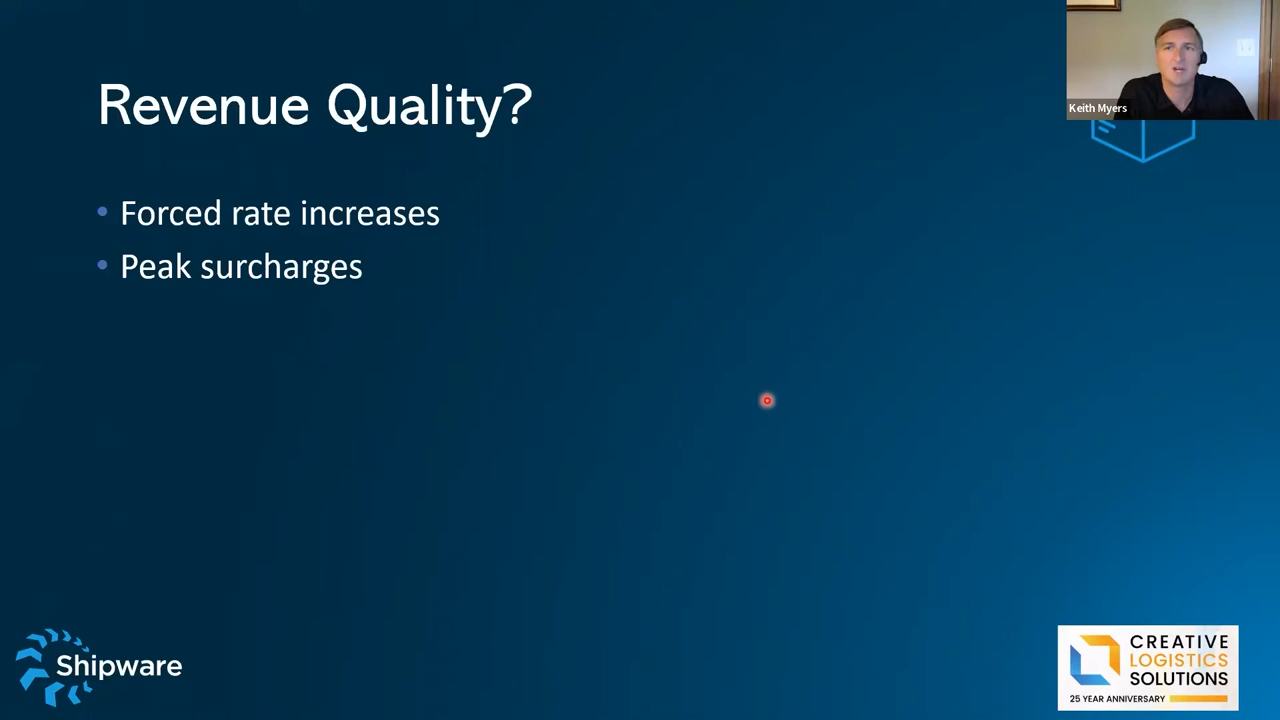 Revenue Quality?
Keith Myers
• Forced rate increases
• Peak surcharges
Shipware
CREATIVE
LOGISTICS
SOLUTIONS
25 YEAR ANNIVERSARY